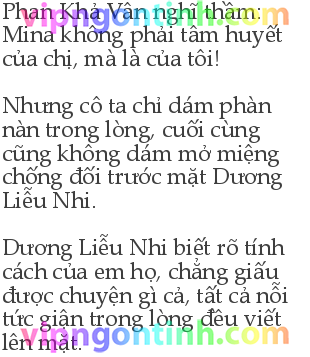 Phan Khả Vân nghĩ thầm:
vipngontinh.com
Mina không phải tâm huyết
của chị, mà là của tôi!
Nhưng cô ta chỉ dám phàn
nàn trong lòng, cuối cùng
cũng không dám mở miệng
chống đối trước mặt Dương
Liễu Nhi.
Dương Liễu Nhi biết rõ tính
cách của em họ, chẳng giấu
được chuyện gì cả, tất cả nỗi
tức giận trong lòng đều viết
vipngontinh.com
lên mặt.